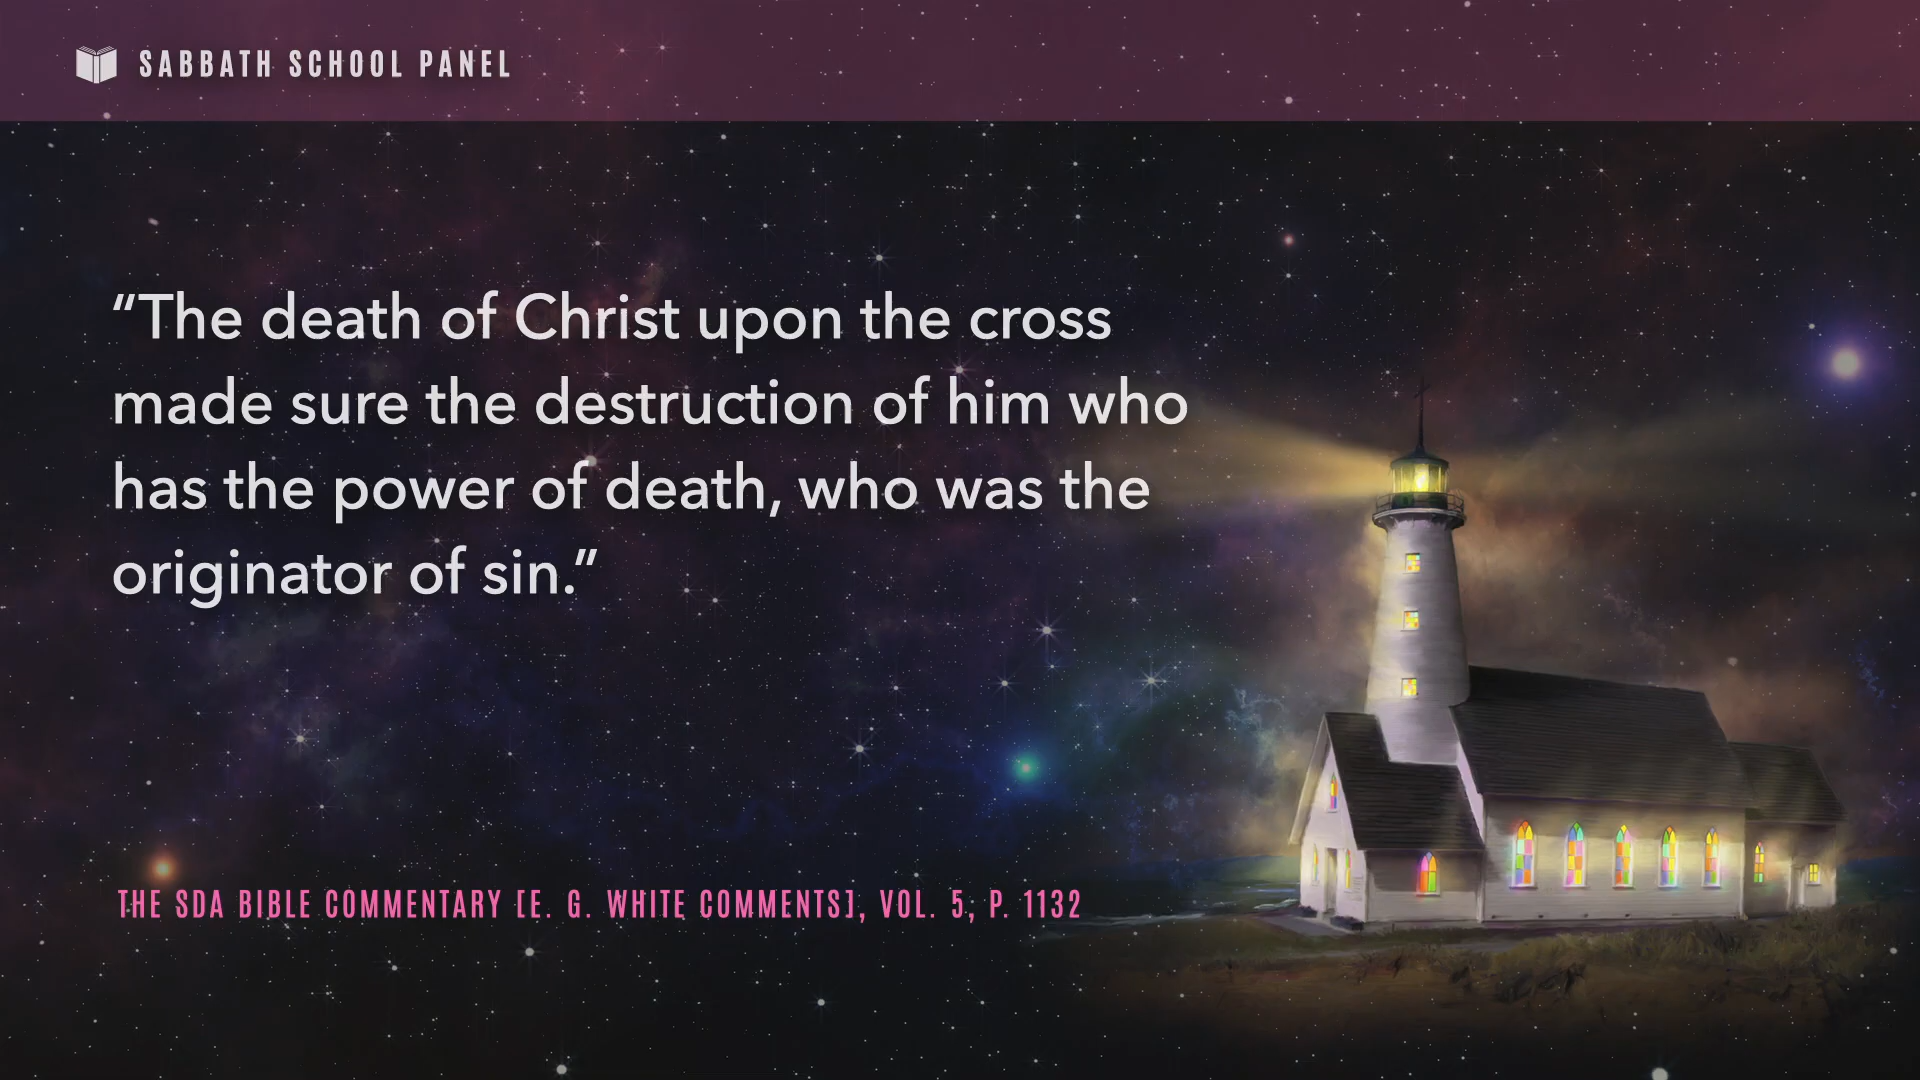 SABBATH SCHOOL PANEL
“The death of Christ upon the cross
made sure the destruction of him who
has the power of death, who was the
originator of sin.”
THE SDA BIBLE COMMENTARY [E. G. WHITE COMMENTS], VOL. 5, P. 1132